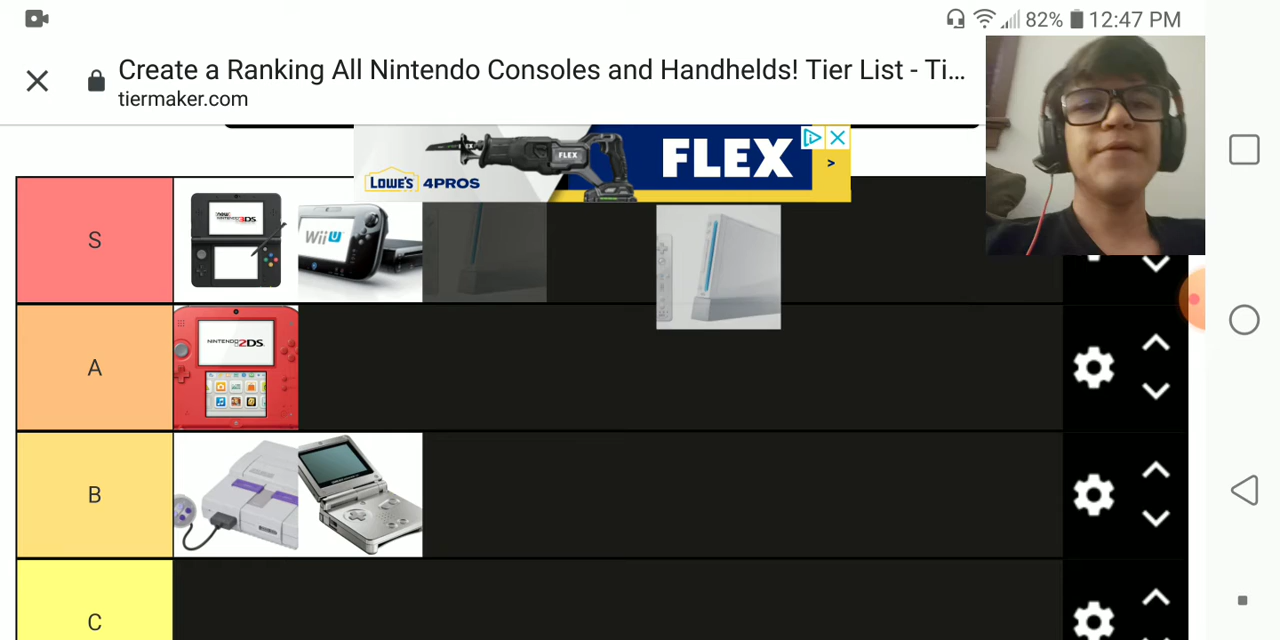 82% 12:47 PM
Create a Ranking All Nintendo Consoles and Handhelds! Tier List - Ti...
tiermaker.com
LOWE'S 4PROS
FLEX
FLEX
>
S
new
NINTENDO 3DS
Wii U
A
NINTENDO 2DS
B
C